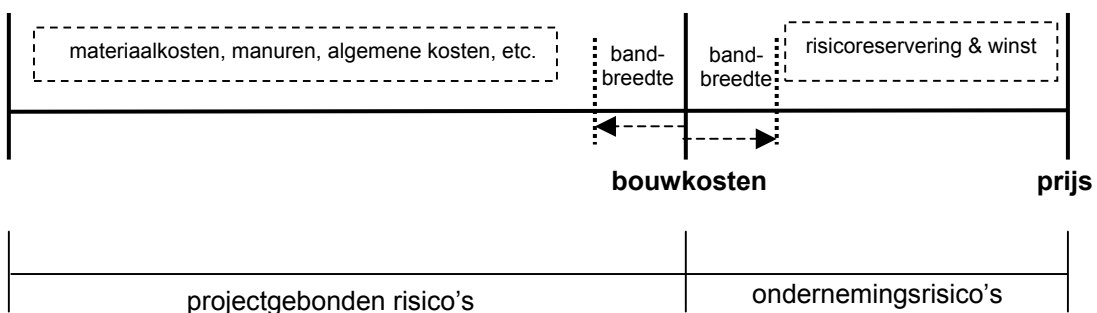 materiaalkosten, manuren, algemene kosten, etc.
band-
breedte
band-
breedte
risicoreservering & winst
bouwkosten
prijs
projectgebonden risico's
ondernemingsrisico's